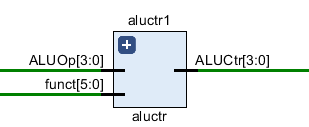 aluctr1
ALUOp[3:0]
ALUCtr[3:0]
funct[5:0]
aluctr